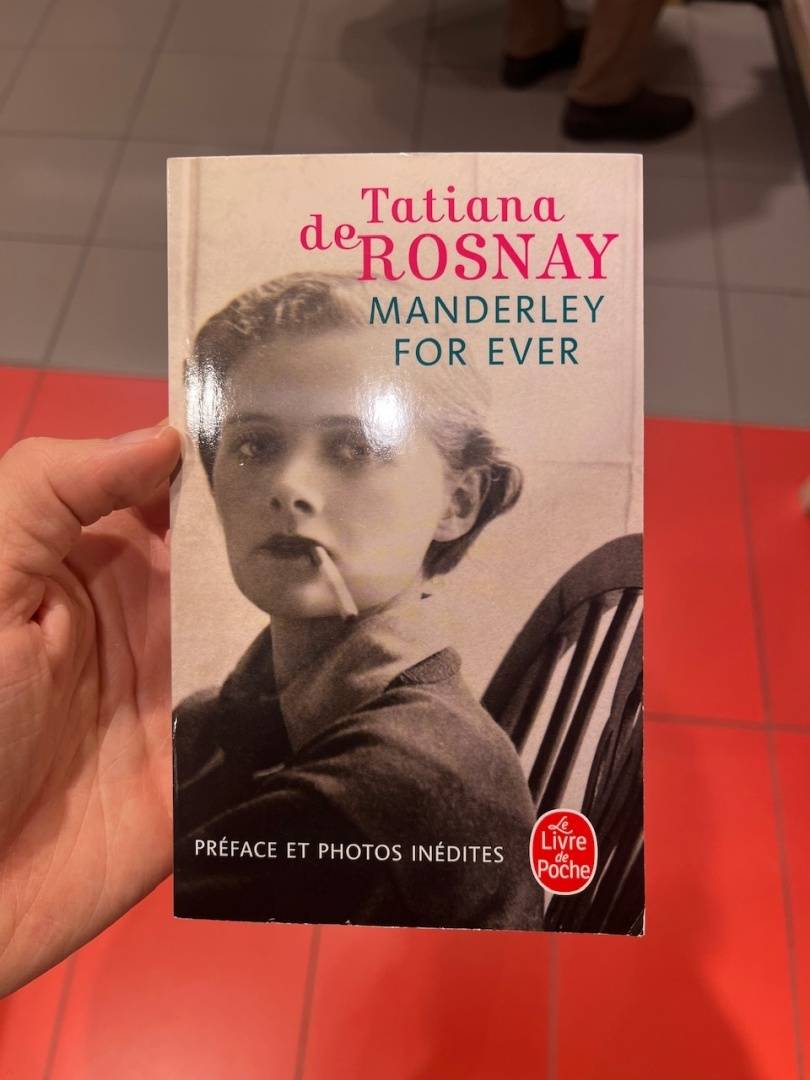 Tatiana
de ROSNAY
MANDERLEY
FOR EVER
PRÉFACE ET PHOTOS INÉDITES
Le
Livre
de
Poche